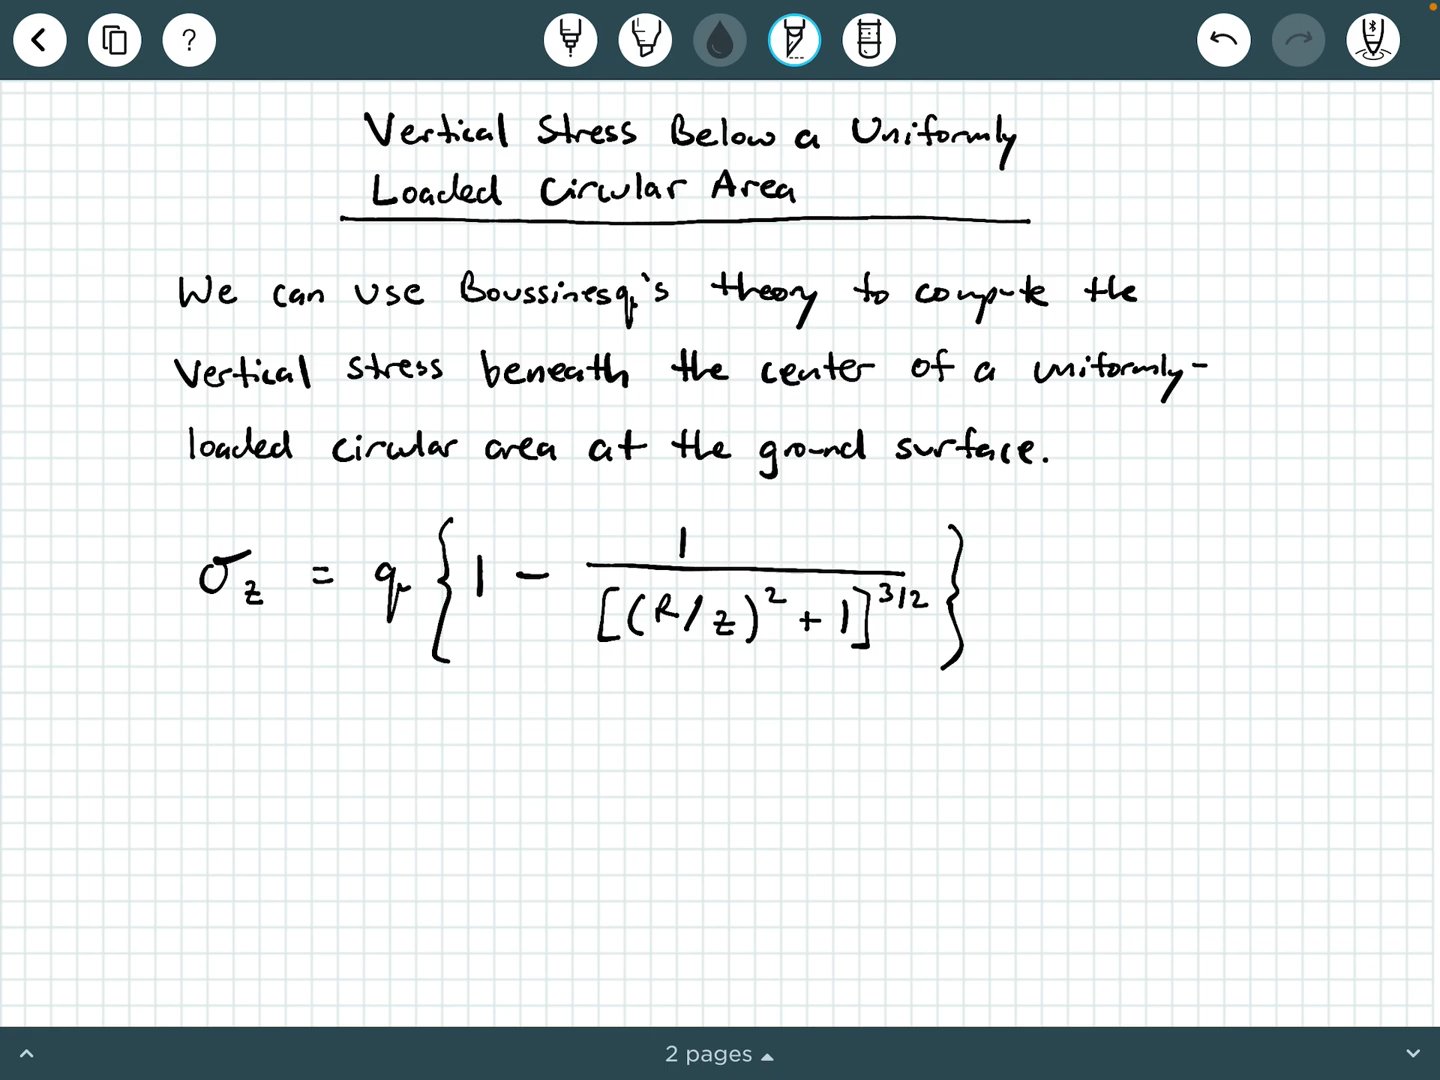 ?
Vertical Stress Below a Uniformly
Loaded Circular Area
We can use Boussinesq's theory to compute the
vertical stress beneath the center of a uniformly-
loaded circular area at the ground surface.
σz = q { 1 - 1 / [(R/z)² + 1]^3/2 }
2 pages